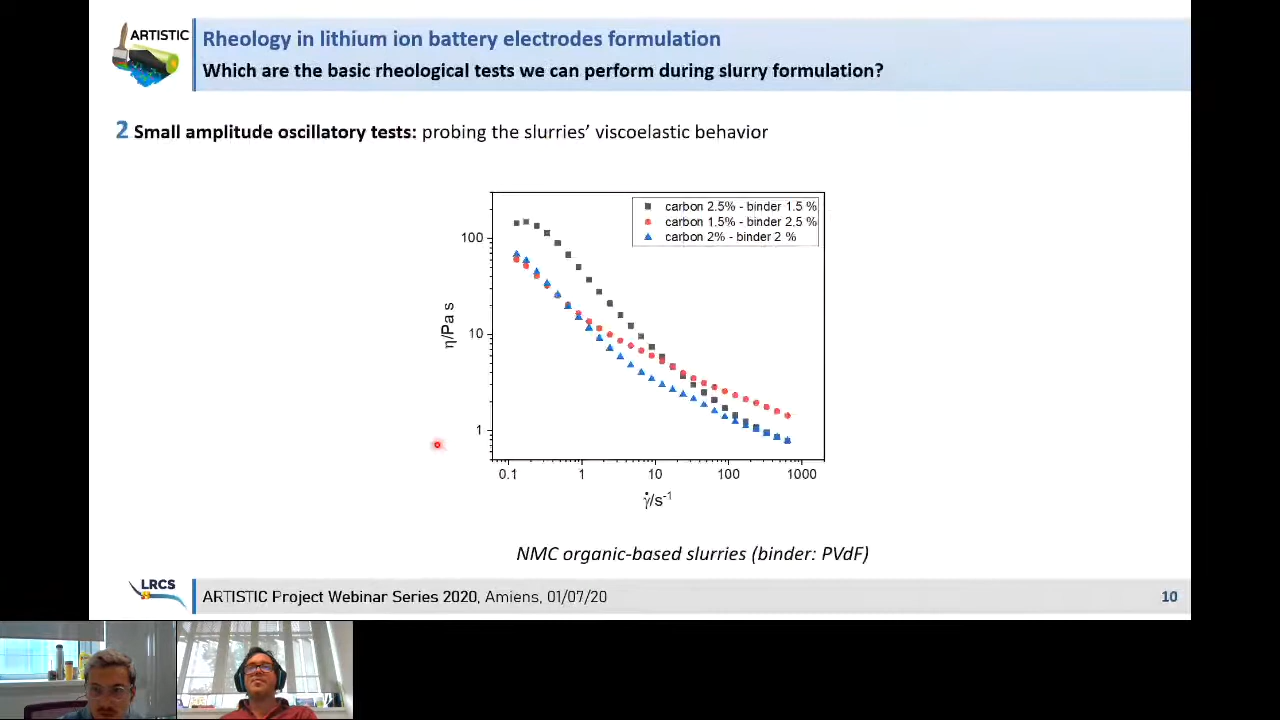 ARTISTIC
Rheology in lithium ion battery electrodes formulation
Which are the basic rheological tests we can perform during slurry formulation?
2 Small amplitude oscillatory tests: probing the slurries’ viscoelastic behavior
carbon 2.5% - binder 1.5 %
carbon 1.5% - binder 2.5 %
carbon 2% - binder 2 %
100
10
1
η/Pa s
0.1 1 10 100 1000
γ̇/s⁻¹
NMC organic-based slurries (binder: PVdF)
LRCS
ARTISTIC Project Webinar Series 2020, Amiens, 01/07/20
10